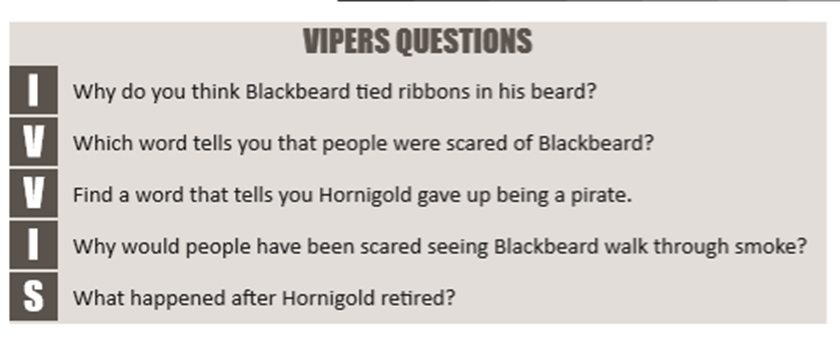 VIPERS QUESTIONS
I Why do you think Blackbeard tied ribbons in his beard?
V Which word tells you that people were scared of Blackbeard?
V Find a word that tells you Hornigold gave up being a pirate.
I Why would people have been scared seeing Blackbeard walk through smoke?
S What happened after Hornigold retired?